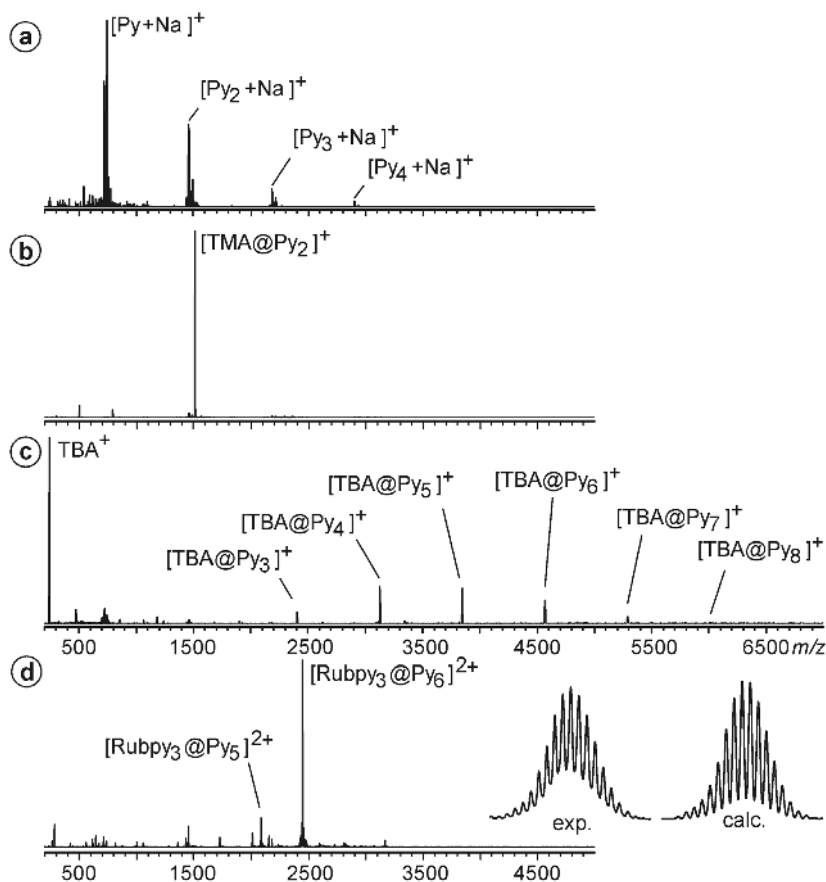 a
[Py+Na]+
[Py2+Na]+
[Py3+Na]+
[Py4+Na]+
b
[TMA@Py2]+
c
TBA+
[TBA@Py3]+
[TBA@Py4]+
[TBA@Py5]+
[TBA@Py6]+
[TBA@Py7]+
[TBA@Py8]+
500 1500 2500 3500 4500 5500 6500 m/z
d
[Rubpy3@Py6]2+
[Rubpy3@Py5]2+
exp. calc.
500 1500 2500 3500 4500